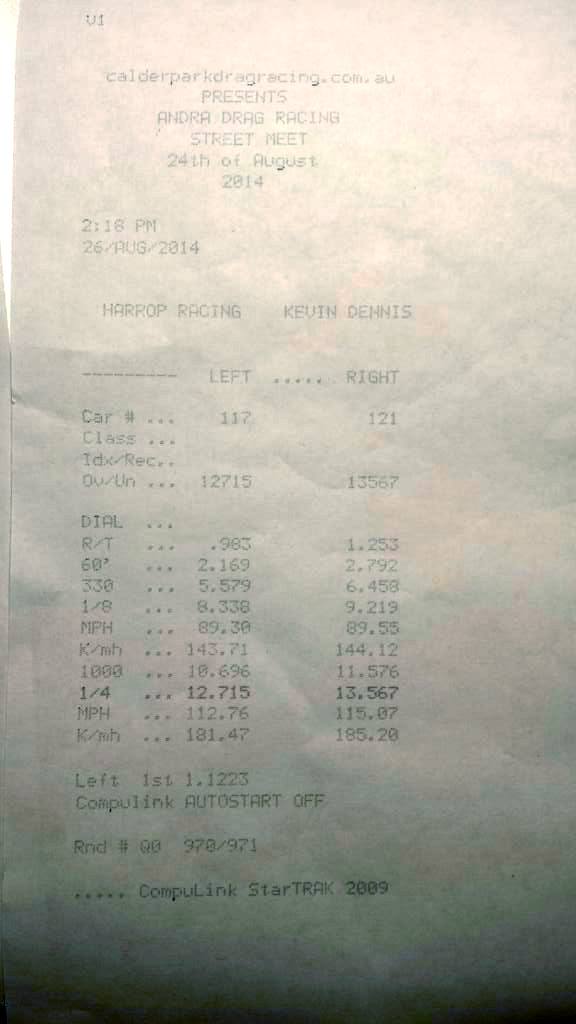 V1
calderparkdragracing.com.au
PRESENTS
ANDRA DRAG RACING
STREET MEET
24th of August
2014
2:18 PM
26/AUG/2014
HARROP RACING KEVIN DENNIS
--------- LEFT ..... RIGHT
Car # ... 117 121
Class ...
Idx/Rec..
Ov/Un ... 12715 13567
DIAL ...
R/T ... .983 1.253
60' ... 2.169 2.792
330 ... 5.579 6.458
1/8 ... 8.338 9.219
MPH ... 89.30 89.55
K/mh ... 143.71 144.12
1000 ... 10.696 11.576
1/4 ... 12.715 13.567
MPH ... 112.76 115.07
K/mh ... 181.47 185.20
Left 1st 1.1223
Compulink AUTOSTART OFF
Rnd # Q0 970/971
..... CompuLink StarTRAK 2009